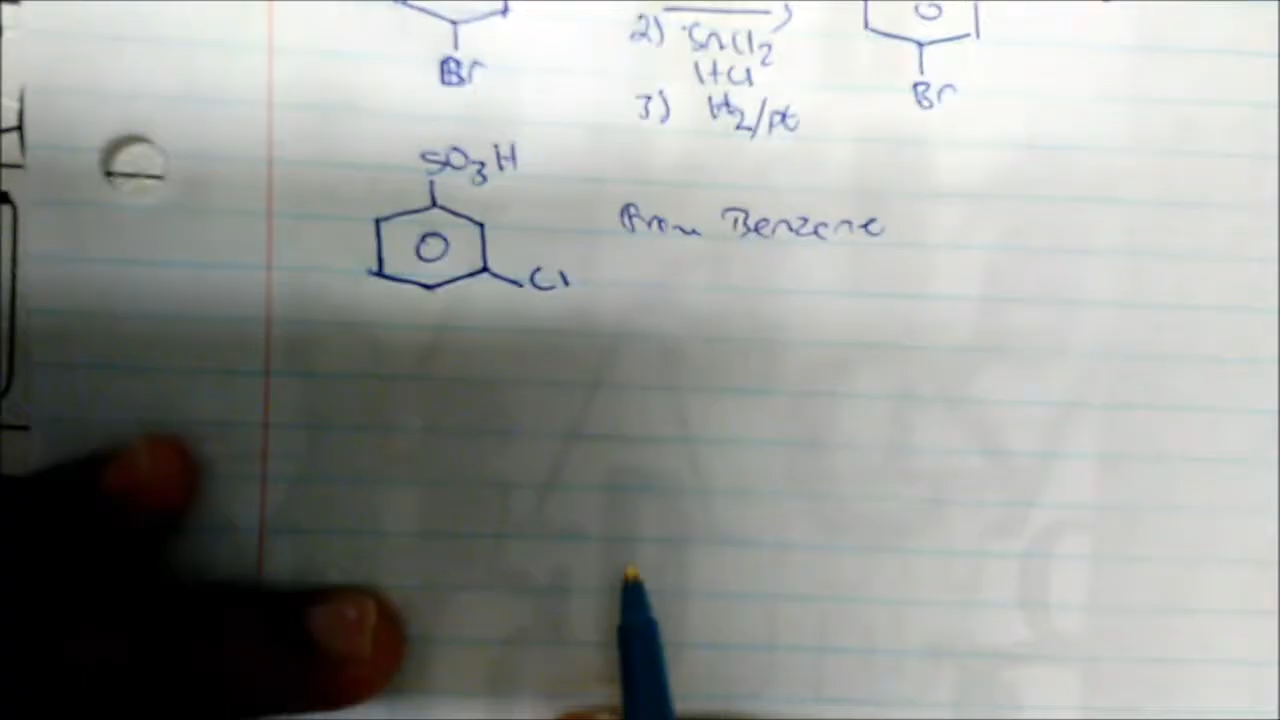 2) SnCl2
Br
HCl
Br
3) H2/pt
SO3H
From Benzene
Cl